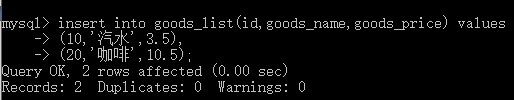 mysql> insert into goods_list(id,goods_name,goods_price) values
-> (10,'汽水',3.5),
-> (20,'咖啡',10.5);
Query OK, 2 rows affected (0.00 sec)
Records: 2  Duplicates: 0  Warnings: 0